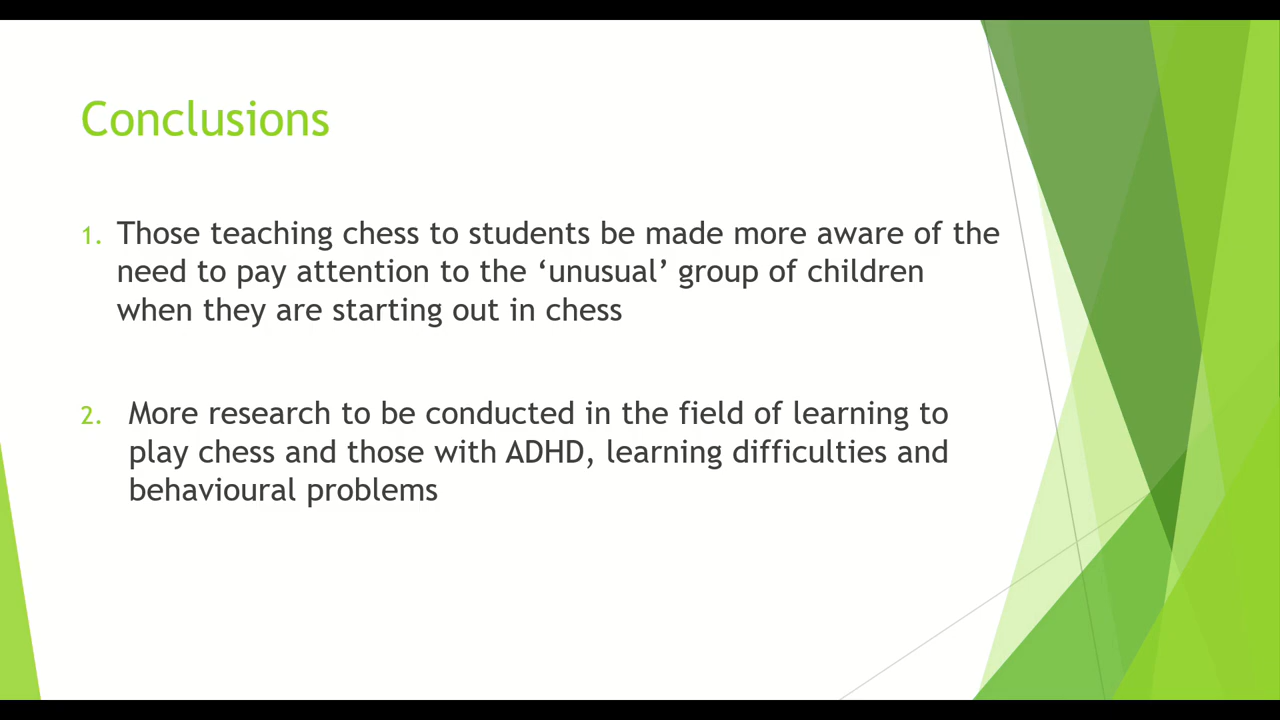 Conclusions
1. Those teaching chess to students be made more aware of the
need to pay attention to the ‘unusual’ group of children
when they are starting out in chess
2. More research to be conducted in the field of learning to
play chess and those with ADHD, learning difficulties and
behavioural problems